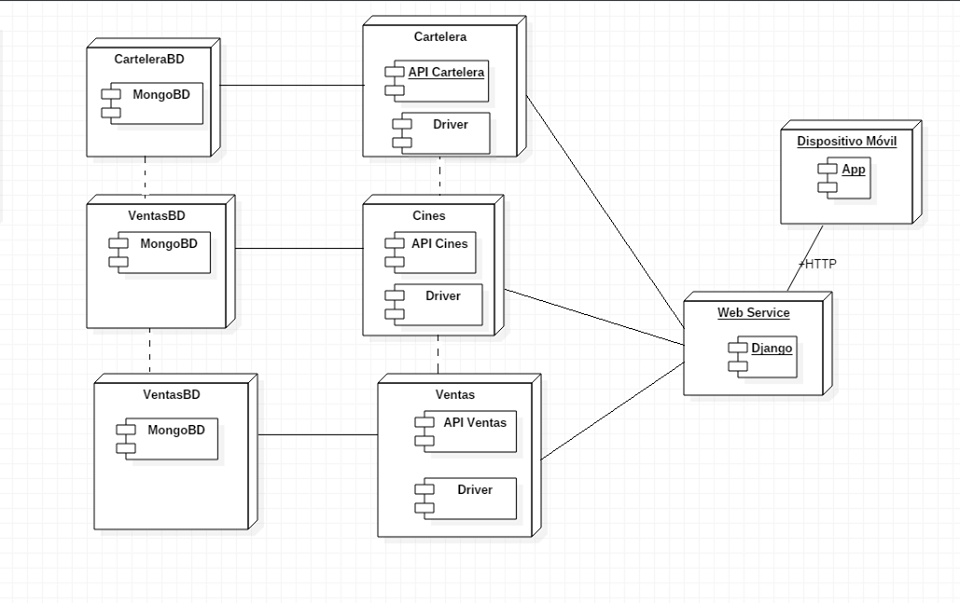 CarteleraBD
MongoBD
Cartelera
API Cartelera
Driver
Dispositivo Móvil
App
+HTTP
VentasBD
MongoBD
Cines
API Cines
Driver
Web Service
Django
VentasBD
MongoBD
Ventas
API Ventas
Driver